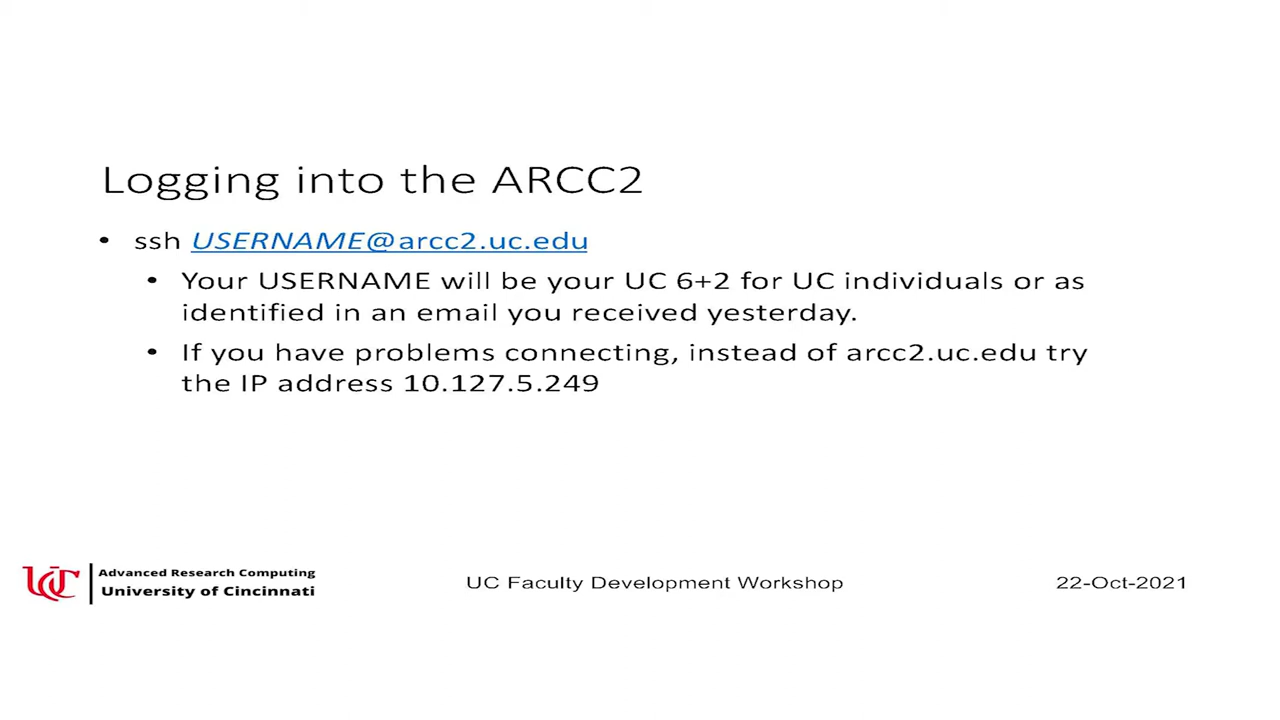 Logging into the ARCC2
• ssh USERNAME@arcc2.uc.edu
• Your USERNAME will be your UC 6+2 for UC individuals or as
identified in an email you received yesterday.
• If you have problems connecting, instead of arcc2.uc.edu try
the IP address 10.127.5.249
UC
Advanced Research Computing
University of Cincinnati
UC Faculty Development Workshop
22-Oct-2021